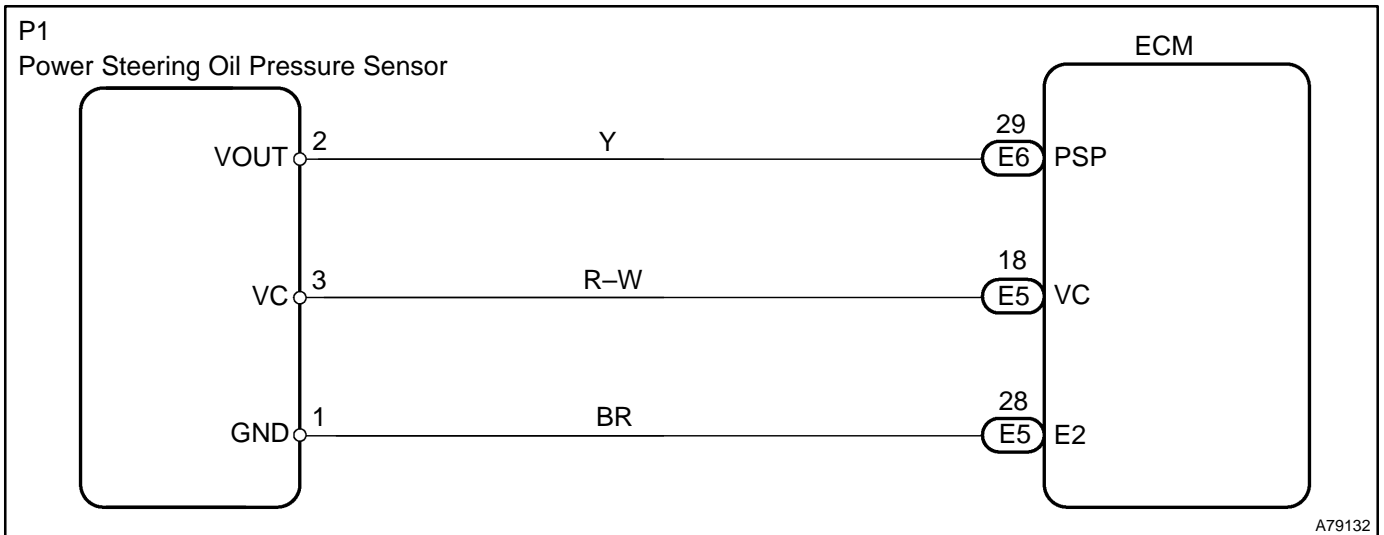 P1
Power Steering Oil Pressure Sensor
ECM
VOUT 2 Y 29 E6 PSP
VC 3 R–W 18 E5 VC
GND 1 BR 28 E5 E2
A79132